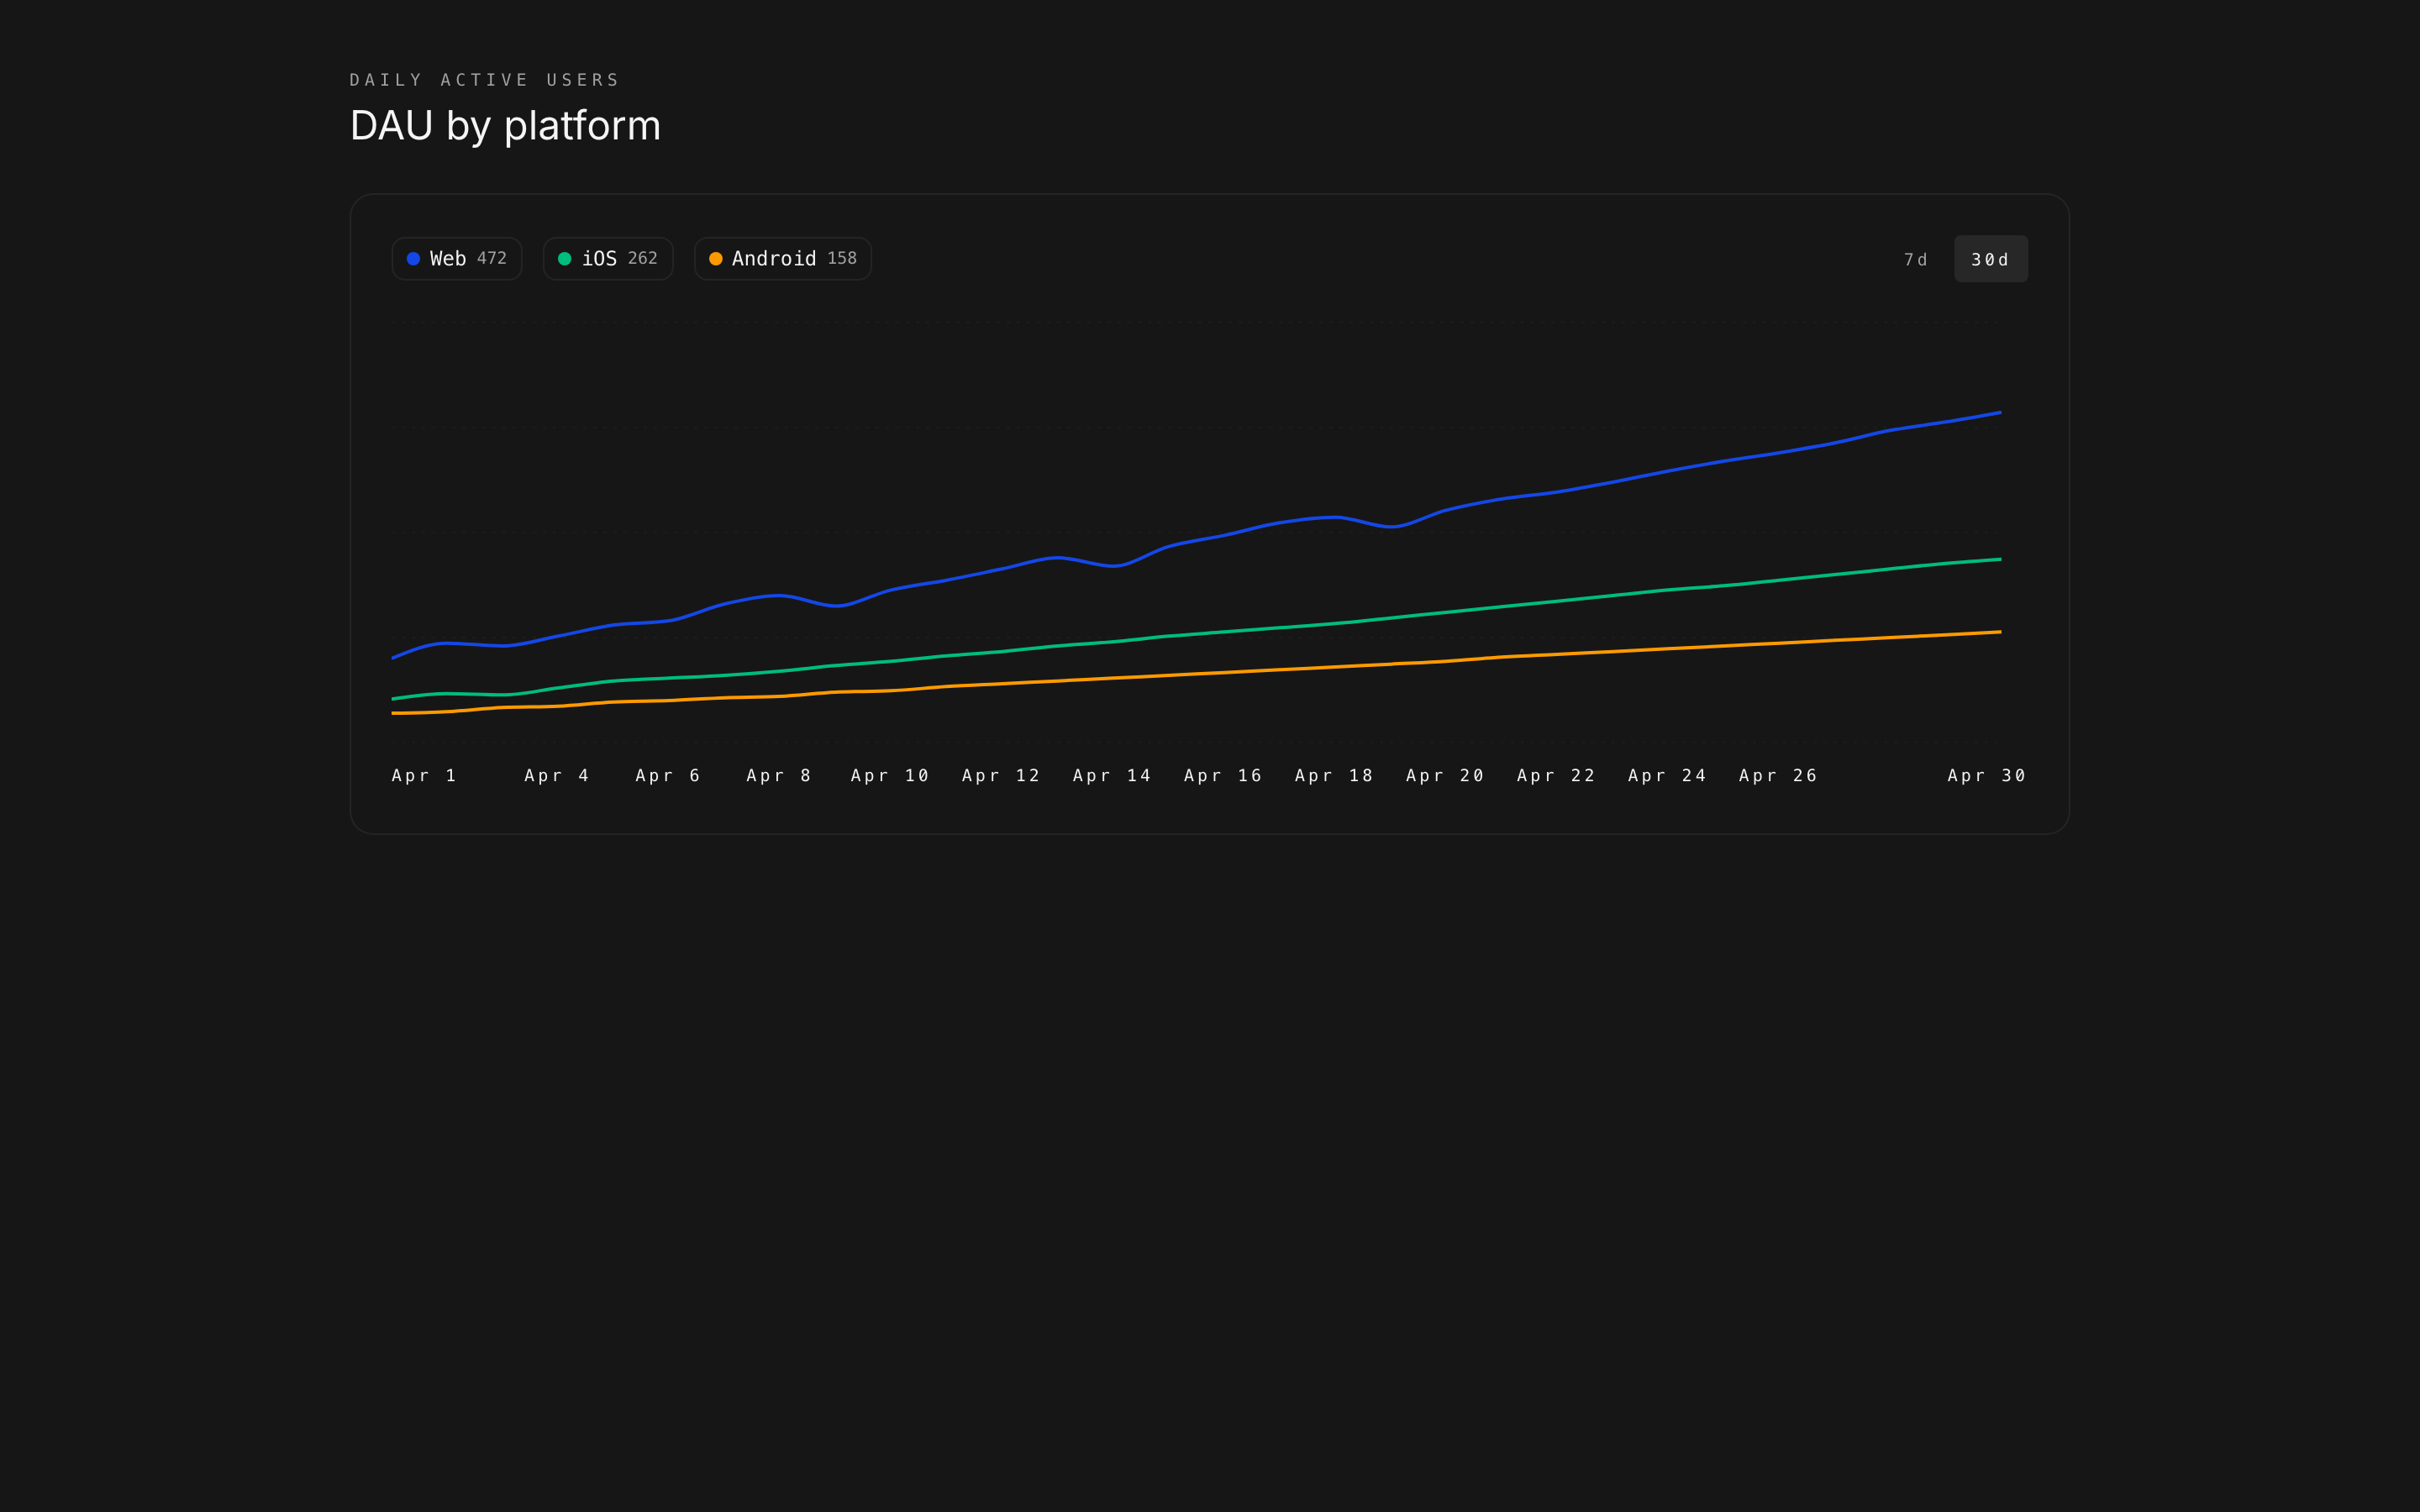 DAILY ACTIVE USERS
DAU by platform
Web 472 iOS 262 Android 158 7d 30d
Apr 1 Apr 4 Apr 6 Apr 8 Apr 10 Apr 12 Apr 14 Apr 16 Apr 18 Apr 20 Apr 22 Apr 24 Apr 26 Apr 30